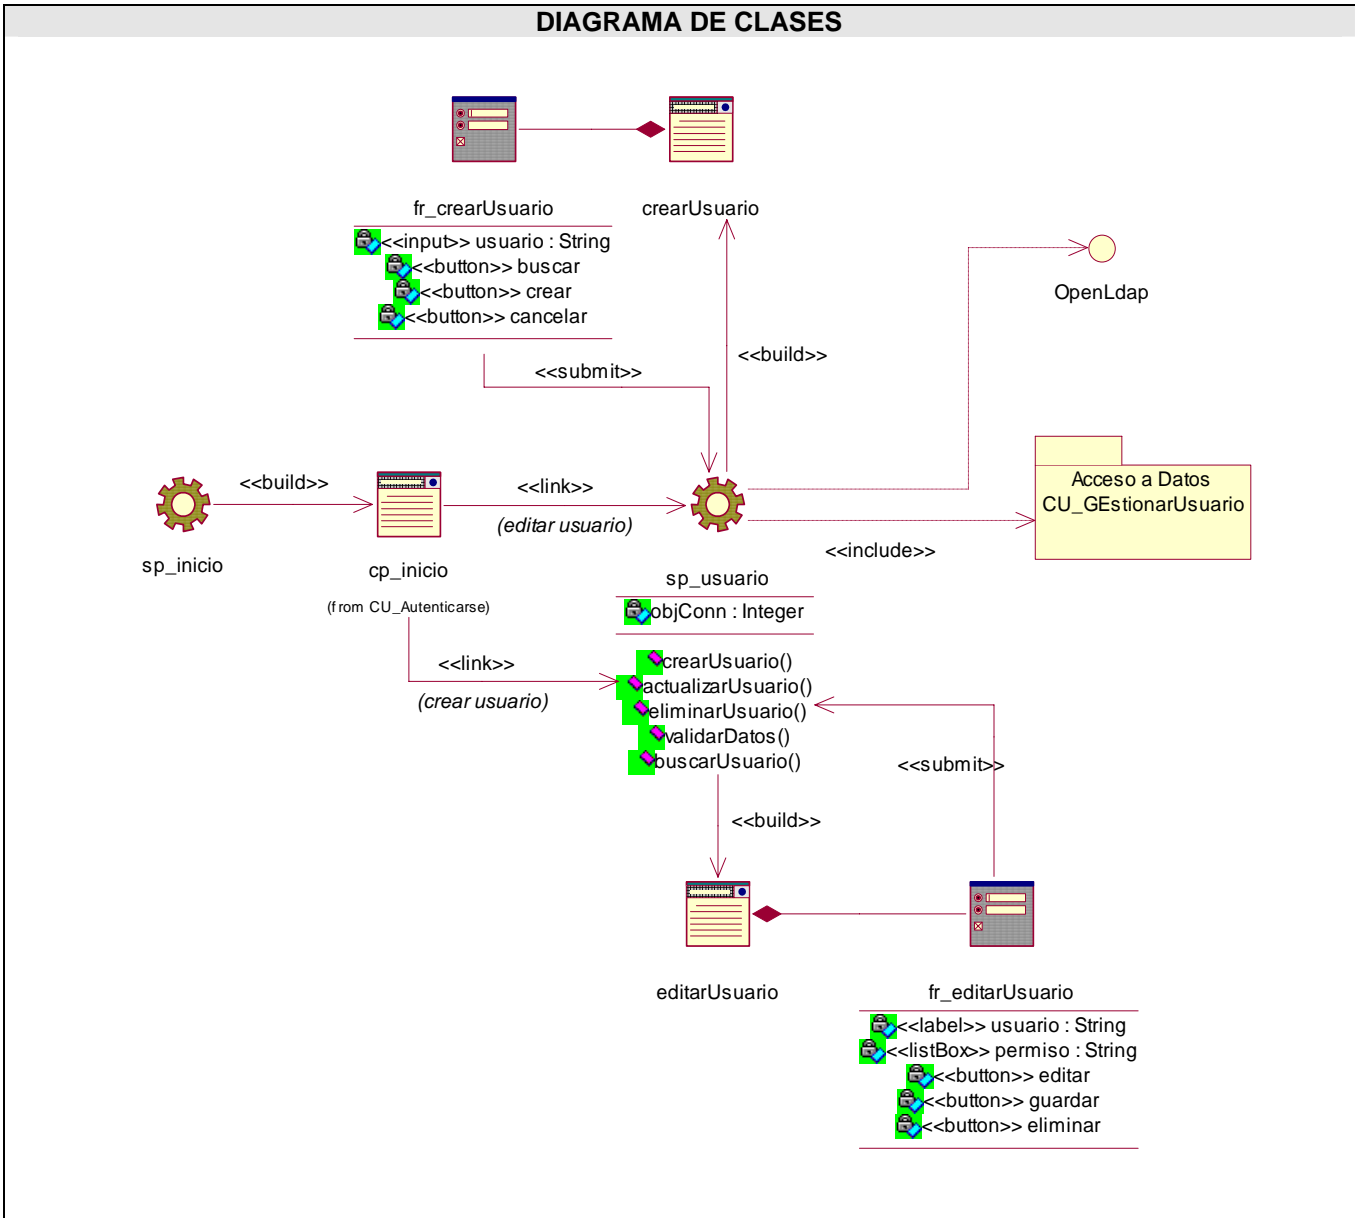 DIAGRAMA DE CLASES
fr_crearUsuario
crearUsuario
<<input>> usuario : String
<<button>> buscar
<<button>> crear
<<button>> cancelar
OpenLdap
<<build>>
<<submit>>
<<build>>
<<link>>
(editar usuario)
Acceso a Datos
CU_GEstionarUsuario
<<include>>
sp_inicio
cp_inicio
(from CU_Autenticarse)
sp_usuario
objConn : Integer
<<link>>
(crear usuario)
crearUsuario()
actualizarUsuario()
eliminarUsuario()
validarDatos()
buscarUsuario()
<<submit>>
<<build>>
editarUsuario
fr_editarUsuario
<<label>> usuario : String
<<listBox>> permiso : String
<<button>> editar
<<button>> guardar
<<button>> eliminar